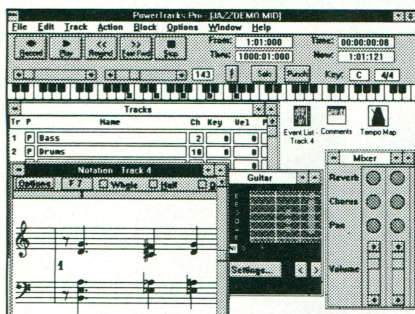 PowerTracks Pro - [JAZZDEMO.MID]
File Edit Track Action Block Options Window Help
Record Play Rewind Fast Fwd Stop
From: 1:01:000 Time: 00:00:00:08
Thru: 1000:01:000 Now: 1:01:121
143 Solo Punch Key: C 4/4
Tracks
Tr P Name Ch Key Vel P
1 P Bass 2 0 0
2 P Drums 10 0 0
Event List - Track 4
Comments
Tempo Map
Notation Track 4
Options 7 Whole Half
1
Guitar
Settings... < >
Mixer
Reverb
Chorus
Pan
Volume